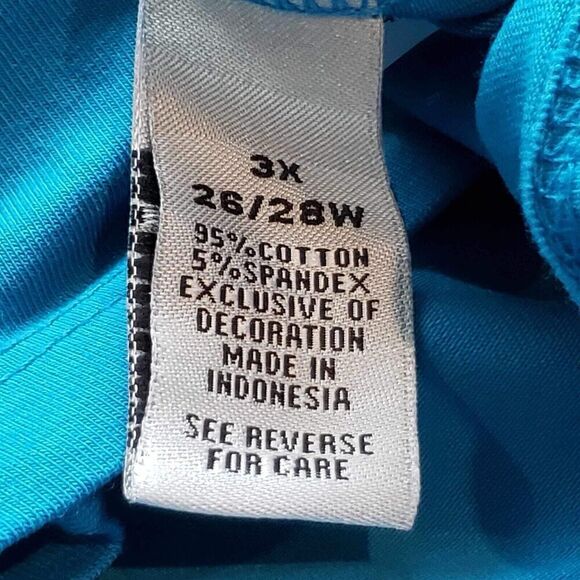 3X
26/28W
95%COTTON
5%SPANDEX
EXCLUSIVE OF
DECORATION
MADE IN
INDONESIA
SEE REVERSE
FOR CARE